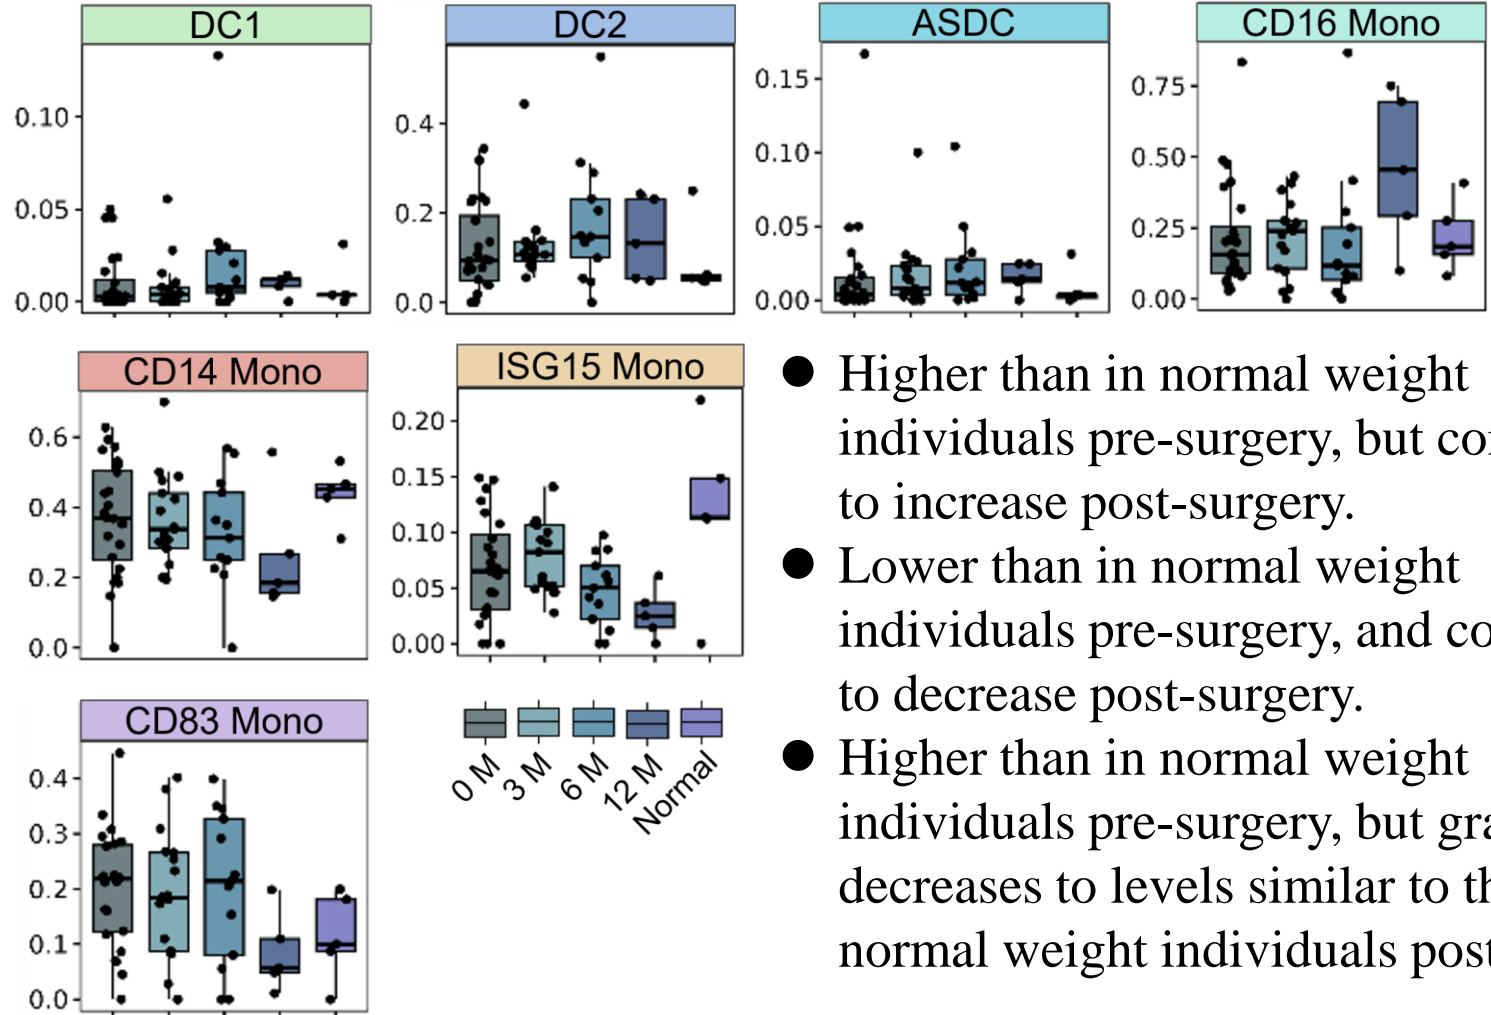 DC1
DC2
ASDC
CD16 Mono
0.10
0.05
0.00
0.4
0.2
0.0
0.15
0.10
0.05
0.00
0.75
0.50
0.25
0.00
CD14 Mono
ISG15 Mono
0.6
0.4
0.2
0.0
0.20
0.15
0.10
0.05
0.00
CD83 Mono
0.4
0.3
0.2
0.1
0.0
0 M
3 M
6 M
12 M
Normal
● Higher than in normal weight
individuals pre-surgery, but
to increase post-surgery.
● Lower than in normal weight
individuals pre-surgery, and
to decrease post-surgery.
● Higher than in normal weight
individuals pre-surgery, but
decreases to levels similar to
normal weight individuals